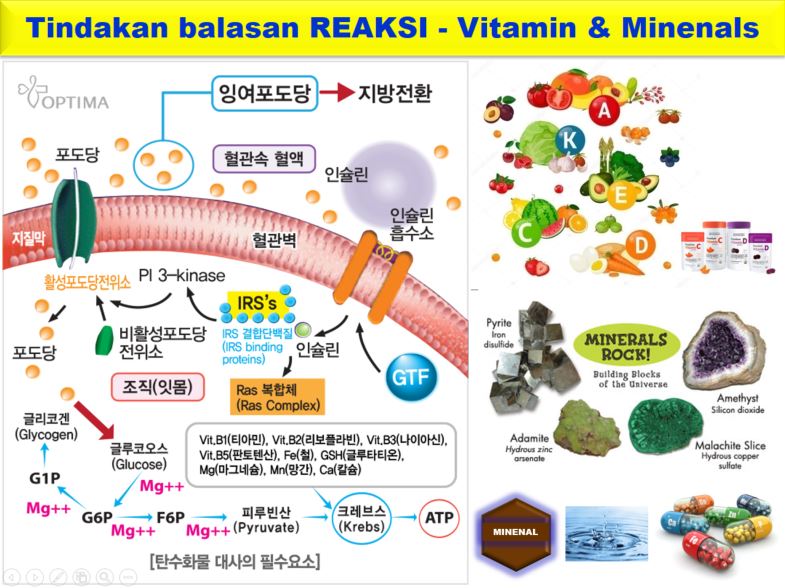 Tindakan balasan REAKSI - Vitamin & Minenals
OPTIMA
잉여포도당
지방전환
포도당
혈관속 혈액
인슐린
인슐린
흡수소
지질막
혈관벽
활성포도당전위소
PI 3-kinase
IRS's
비활성포도당
전위소
IRS 결합단백질
(IRS binding
proteins)
인슐린
GTF
포도당
조직(잇몸)
Ras 복합체
(Ras Complex)
글리코겐
(Glycogen)
글루코오스
(Glucose)
Vit.B1(티아민), Vit.B2(리보플라빈), Vit.B3(나이아신),
Vit.B5(판토텐산), Fe(철), GSH(글루타티온),
Mg(마그네슘), Mn(망간), Ca(칼슘)
G1P
Mg++
Mg++
G6P
Mg++
F6P
Mg++
피루빈산
(Pyruvate)
크레브스
(Krebs)
ATP
[탄수화물 대사의 필수요소]
A
K
E
C
D
C
C
D
D
Pyrite
Iron
disulfide
MINERALS
ROCK!
Building Blocks
of the Universe
Amethyst
Silicon dioxide
Adamite
Hydrous zinc
arsenate
Malachite Slice
Hydrous copper
sulfate
MINENAL